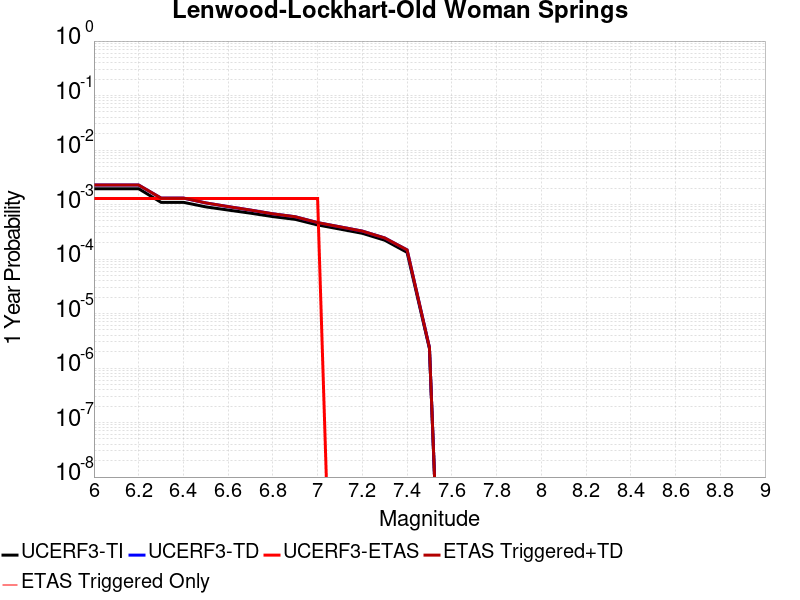 Lenwood-Lockhart-Old Woman Springs
10^0
10^-1
10^-2
10^-3
10^-4
10^-5
10^-6
10^-7
10^-8
1 Year Probability
6 6.2 6.4 6.6 6.8 7 7.2 7.4 7.6 7.8 8 8.2 8.4 8.6 8.8 9
Magnitude
UCERF3-TI UCERF3-TD UCERF3-ETAS ETAS Triggered+TD
ETAS Triggered Only